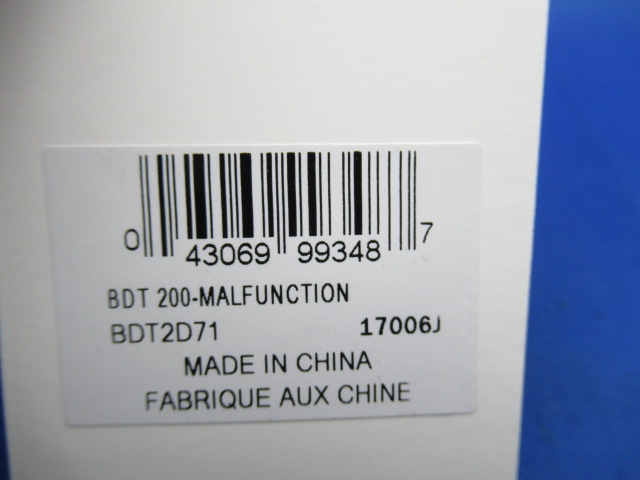 0 43069 99348 7
BDT 200-MALFUNCTION
BDT2D71 17006J
MADE IN CHINA
FABRIQUE AUX CHINE